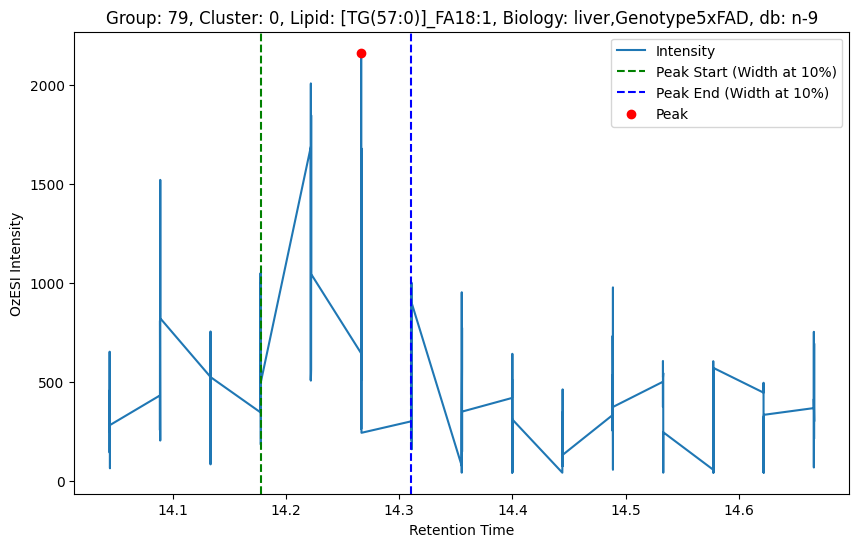 Group: 79, Cluster: 0, Lipid: [TG(57:0)]_FA18:1, Biology: liver,Genotype5xFAD, db: n-9
Intensity
Peak Start (Width at 10%)
Peak End (Width at 10%)
Peak
OzESI Intensity
2000
1500
1000
500
0
14.1 14.2 14.3 14.4 14.5 14.6
Retention Time